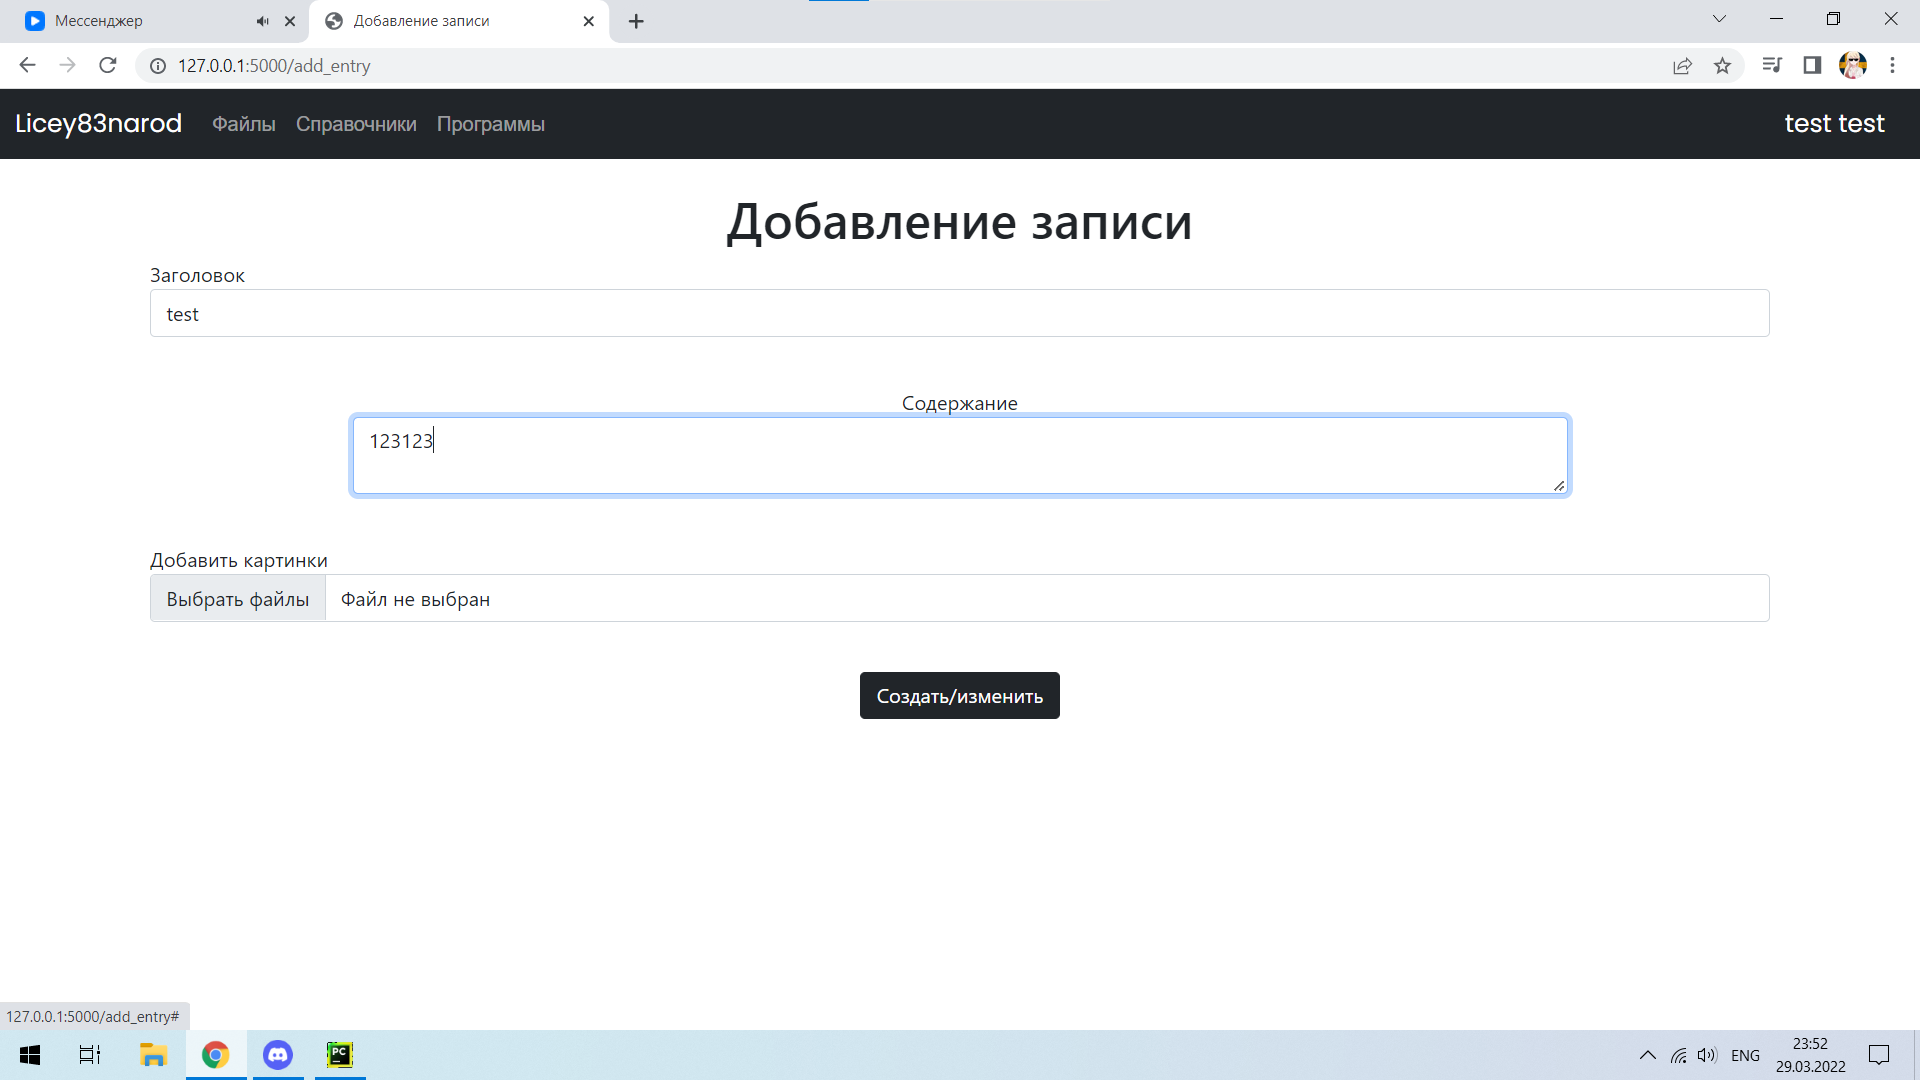 Мессенджер
Добавление записи
127.0.0.1:5000/add_entry
Licey83narod Файлы Справочники Программы test test
Добавление записи
Заголовок
test
Содержание
123123
Добавить картинки
Выбрать файлы Файл не выбран
Создать/изменить
127.0.0.1:5000/add_entry#
PC
ENG
23:52
29.03.2022